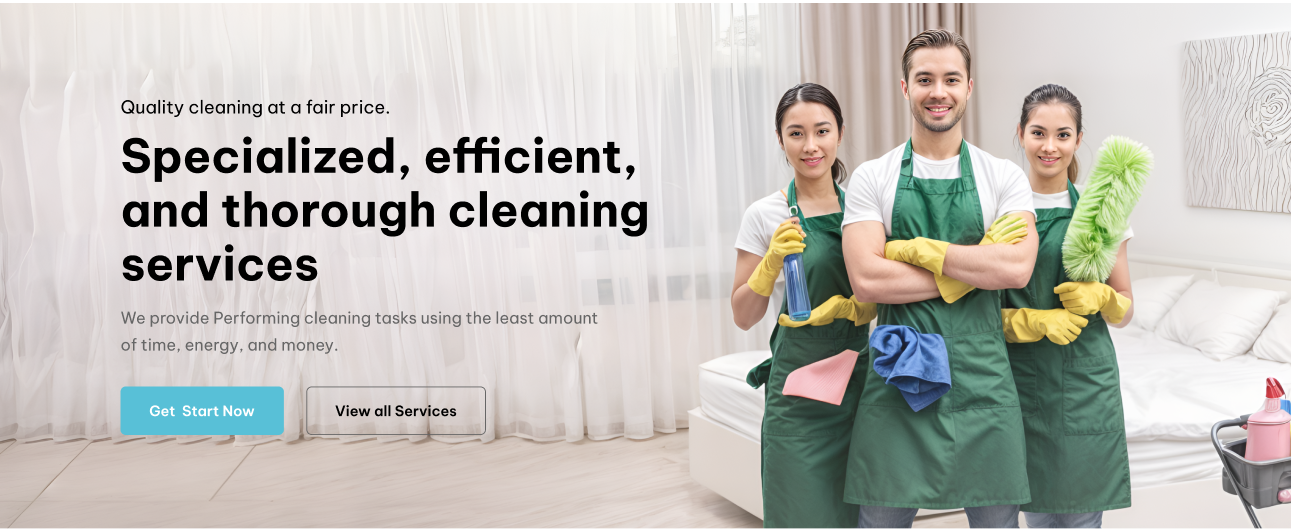 Quality cleaning at a fair price.
Specialized, efficient,
and thorough cleaning
services
We provide Performing cleaning tasks using the least amount
of time, energy, and money.
Get  Start Now
View all Services